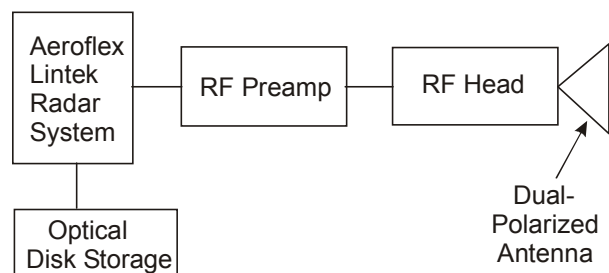 Aeroflex
Lintek
Radar
System
RF Preamp
RF Head
Dual-
Polarized
Antenna
Optical
Disk Storage